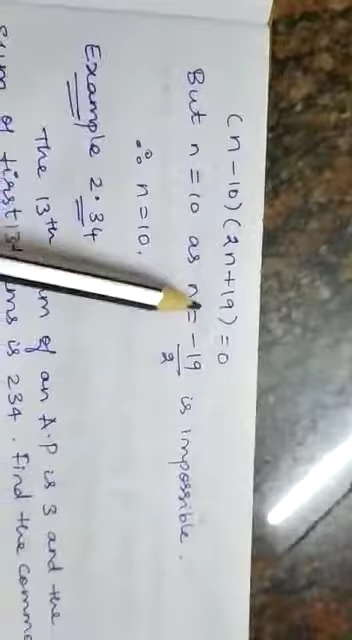 (n-10)(2n+19)=0
But n=10 as n = -19/2 is impossible.
∴ n=10.
Example 2.34
The 13th of an A.P is 3 and the
of first 13 is 234. Find the